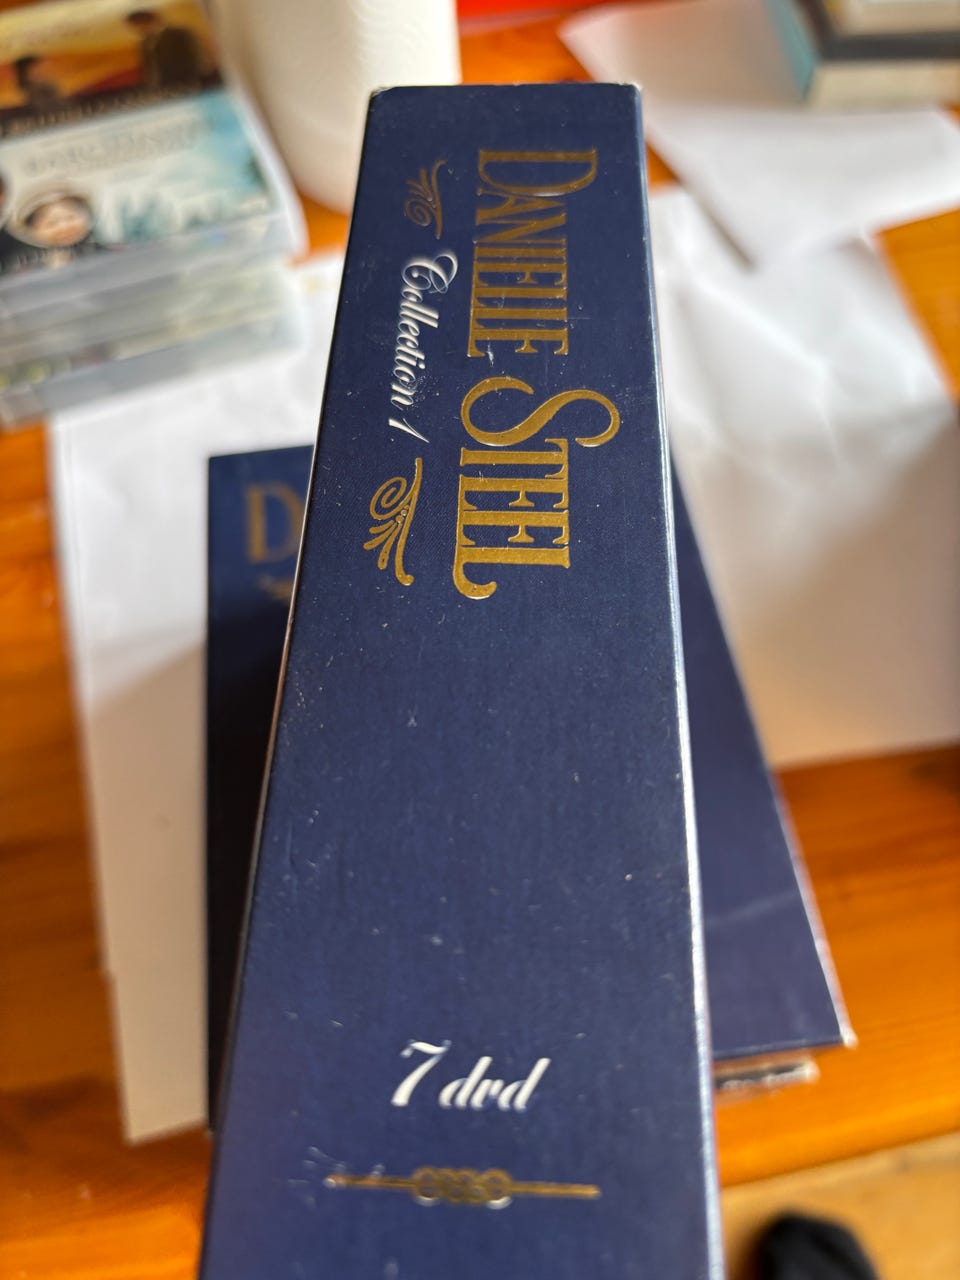 DANIELLE STEEL
Collection 1
7 dvd
D